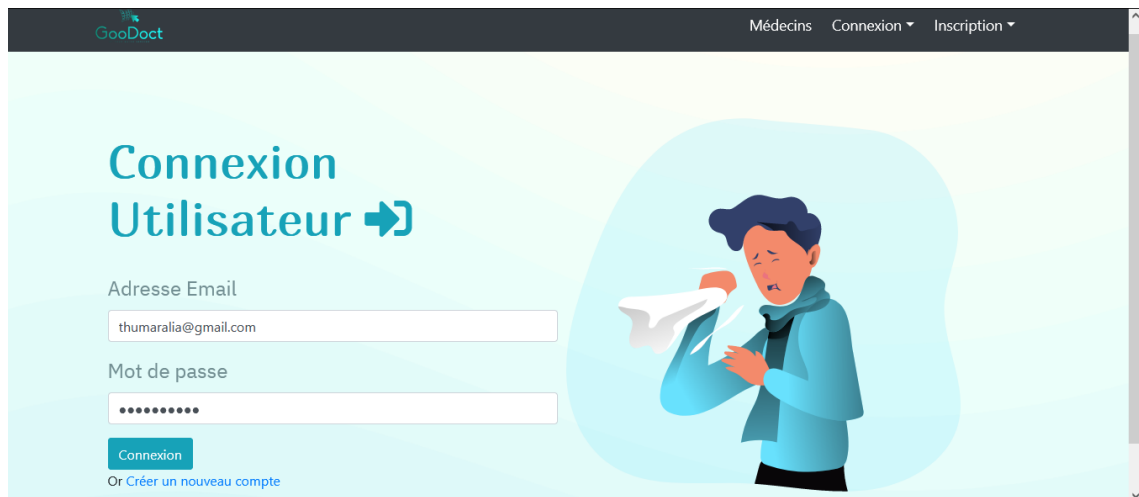 GooDoct
Médecins Connexion Inscription
Connexion
Utilisateur
Adresse Email
thumaralia@gmail.com
Mot de passe
••••••••••
Connexion
Or Créer un nouveau compte